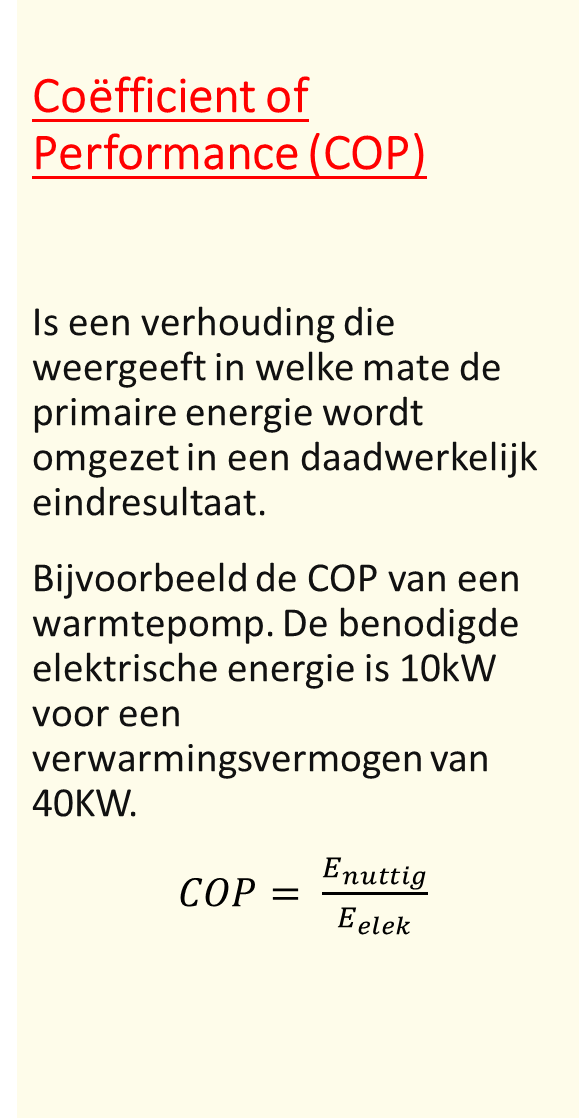 Coëfficient of
Performance (COP)
Is een verhouding die
weergeeft in welke mate de
primaire energie wordt
omgezet in een daadwerkelijk
eindresultaat.
Bijvoorbeeld de COP van een
warmtepomp. De benodigde
elektrische energie is 10kW
voor een
verwarmingsvermogen van
40KW.
COP = E_nuttig / E_elek